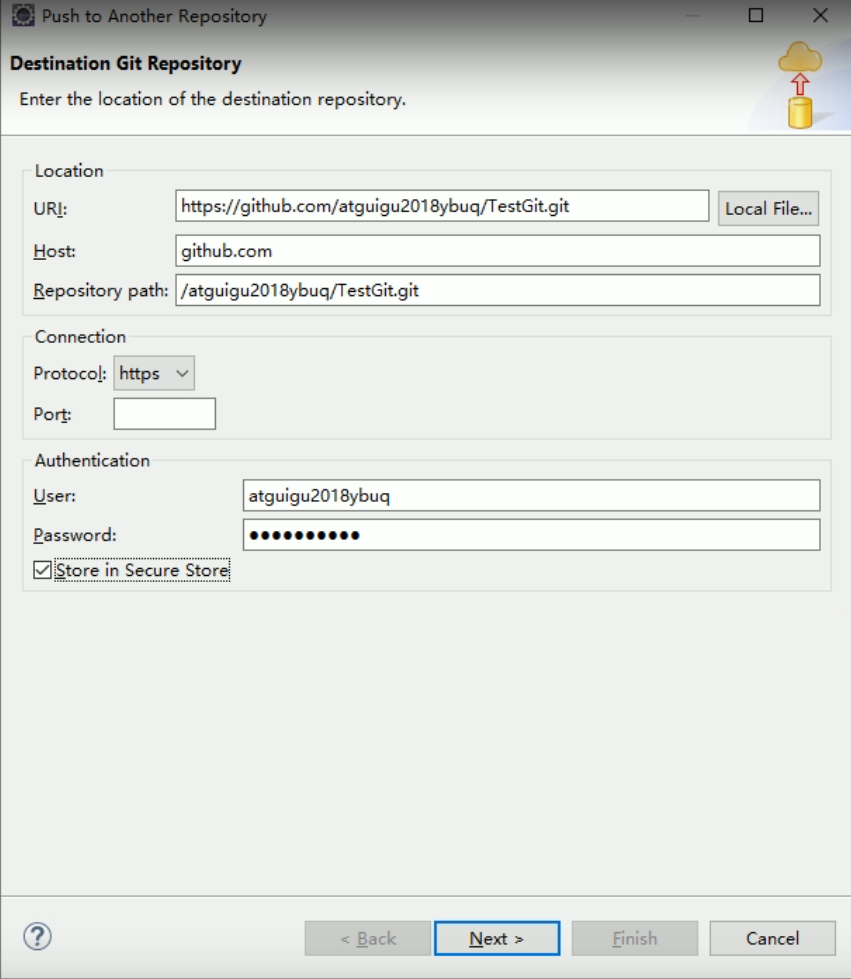 Push to Another Repository
Destination Git Repository
Enter the location of the destination repository.
Location
URI: https://github.com/atguigu2018ybuq/TestGit.git Local File...
Host: github.com
Repository path: /atguigu2018ybuq/TestGit.git
Connection
Protocol: https
Port:
Authentication
User: atguigu2018ybuq
Password: ●●●●●●●●●●
Store in Secure Store
? < Back Next > Finish Cancel